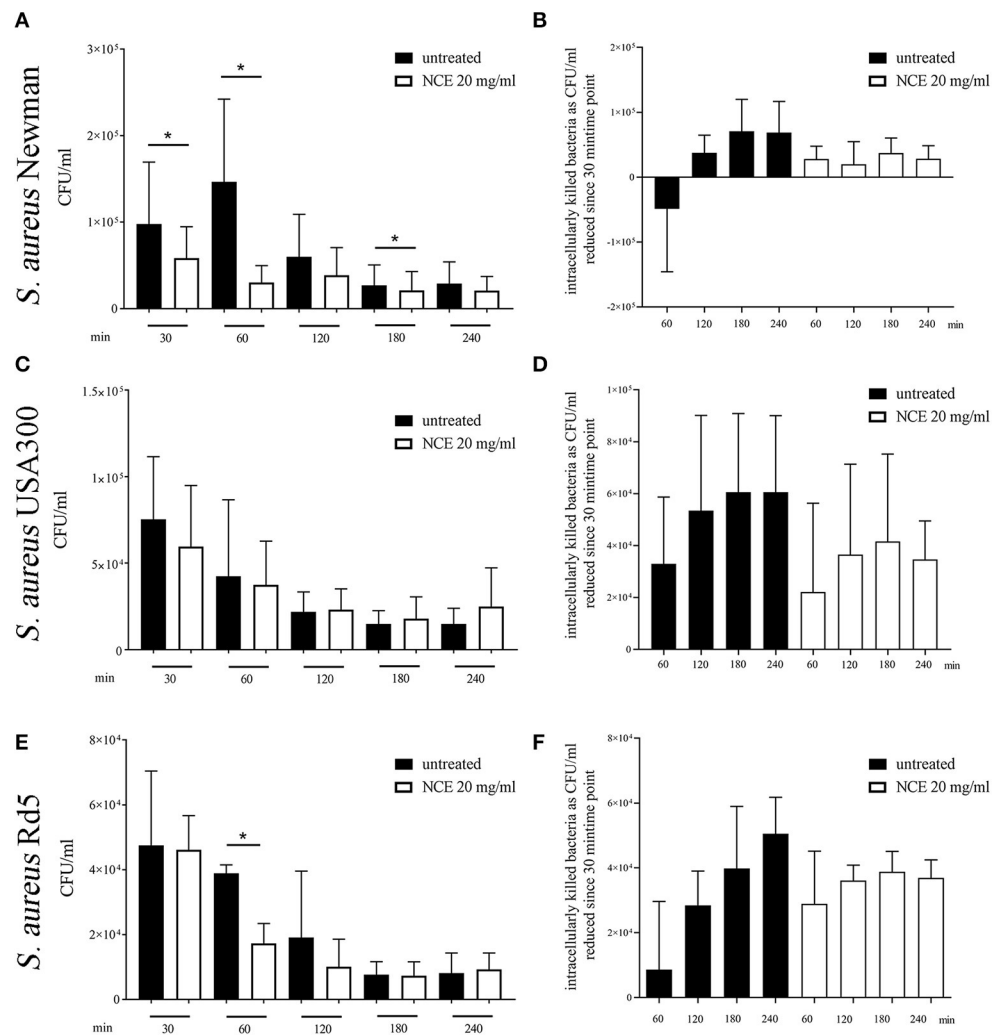 A
S. aureus Newman
CFU/ml
3×10⁵
2×10⁵
1×10⁵
0
untreated
NCE 20 mg/ml
*
*
*
min
30
60
120
180
240
B
intracellularly killed bacteria as CFU/ml
reduced since 30 mintime point
2×10⁵
1×10⁵
0
-1×10⁵
-2×10⁵
untreated
NCE 20 mg/ml
60
120
180
240
60
120
180
240
min
C
S. aureus USA300
CFU/ml
1.5×10⁵
1×10⁵
5×10⁴
0
untreated
NCE 20 mg/ml
min
30
60
120
180
240
D
intracellularly killed bacteria as CFU/ml
reduced since 30 mintime point
1×10⁵
8×10⁴
6×10⁴
4×10⁴
2×10⁴
0
untreated
NCE 20 mg/ml
60
120
180
240
60
120
180
240
min
E
S. aureus Rd5
CFU/ml
8×10⁴
6×10⁴
4×10⁴
2×10⁴
0
untreated
NCE 20 mg/ml
*
min
30
60
120
180
240
F
intracellularly killed bacteria as CFU/ml
reduced since 30 mintime point
8×10⁴
6×10⁴
4×10⁴
2×10⁴
0
untreated
NCE 20 mg/ml
60
120
180
240
60
120
180
240
min